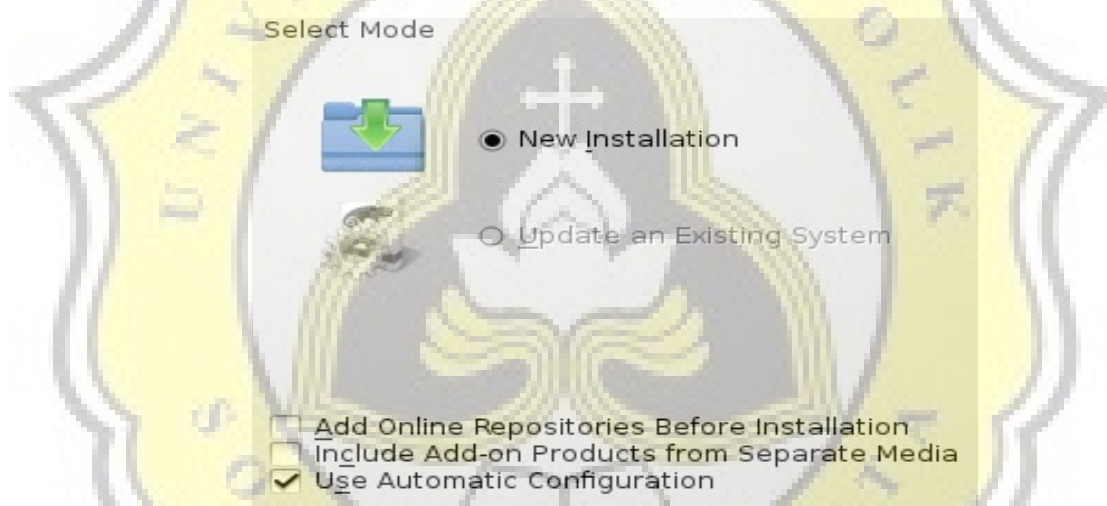 Select Mode
New Installation
Update an Existing System
Add Online Repositories Before Installation
Include Add-on Products from Separate Media
Use Automatic Configuration